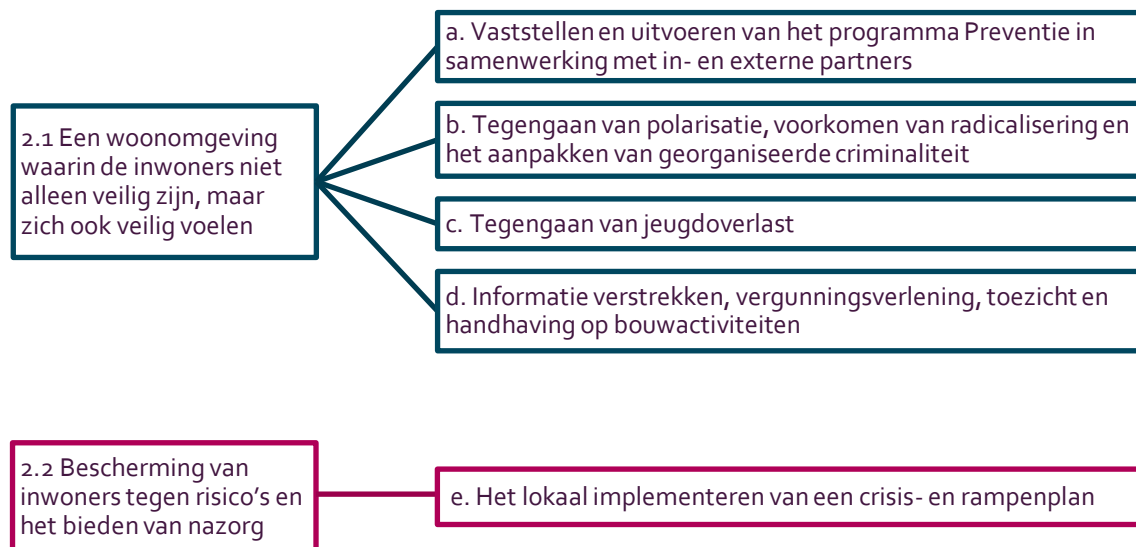 a. Vaststellen en uitvoeren van het programma Preventie in
samenwerking met in- en externe partners
2.1 Een woonomgeving
waarin de inwoners niet
alleen veilig zijn, maar
zich ook veilig voelen
b. Tegengaan van polarisatie, voorkomen van radicalisering en
het aanpakken van georganiseerde criminaliteit
c. Tegengaan van jeugdoverlast
d. Informatie verstrekken, vergunningsverlening, toezicht en
handhaving op bouwactiviteiten
2.2 Bescherming van
inwoners tegen risico's en
het bieden van nazorg
e. Het lokaal implementeren van een crisis- en rampenplan